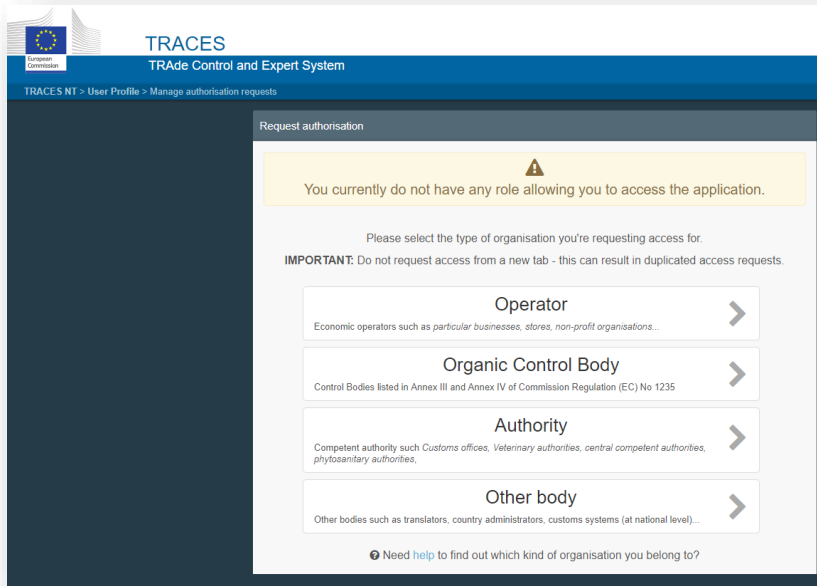 European
Commission
TRACES
TRAde Control and Expert System
TRACES NT > User Profile > Manage authorisation requests
Request authorisation
You currently do not have any role allowing you to access the application.
Please select the type of organisation you're requesting access for.
IMPORTANT: Do not request access from a new tab - this can result in duplicated access requests.
Operator
Economic operators such as particular businesses, stores, non-profit organisations...
Organic Control Body
Control Bodies listed in Annex III and Annex IV of Commission Regulation (EC) No 1235
Authority
Competent authority such Customs offices, Veterinary authorities, central competent authorities,
phytosanitary authorities,
Other body
Other bodies such as translators, country administrators, customs systems (at national level)...
Need help to find out which kind of organisation you belong to?